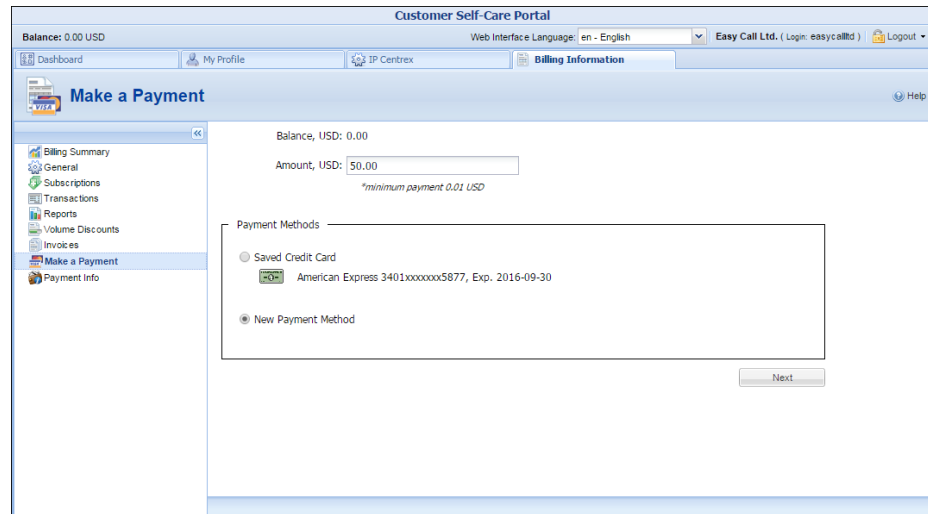 Customer Self-Care Portal
Balance: 0.00 USD Web Interface Language: en - English Easy Call Ltd. ( Login: easycallltd ) Logout
Dashboard My Profile IP Centrex Billing Information
VISA Make a Payment Help
Balance, USD: 0.00
Billing Summary
General
Amount, USD: 50.00
Subscriptions
*minimum payment 0.01 USD
Transactions
Reports
Volume Discounts
Invoices
Make a Payment
Payment Info
Payment Methods
Saved Credit Card
American Express 3401xxxxxxx5877, Exp. 2016-09-30
New Payment Method
Next